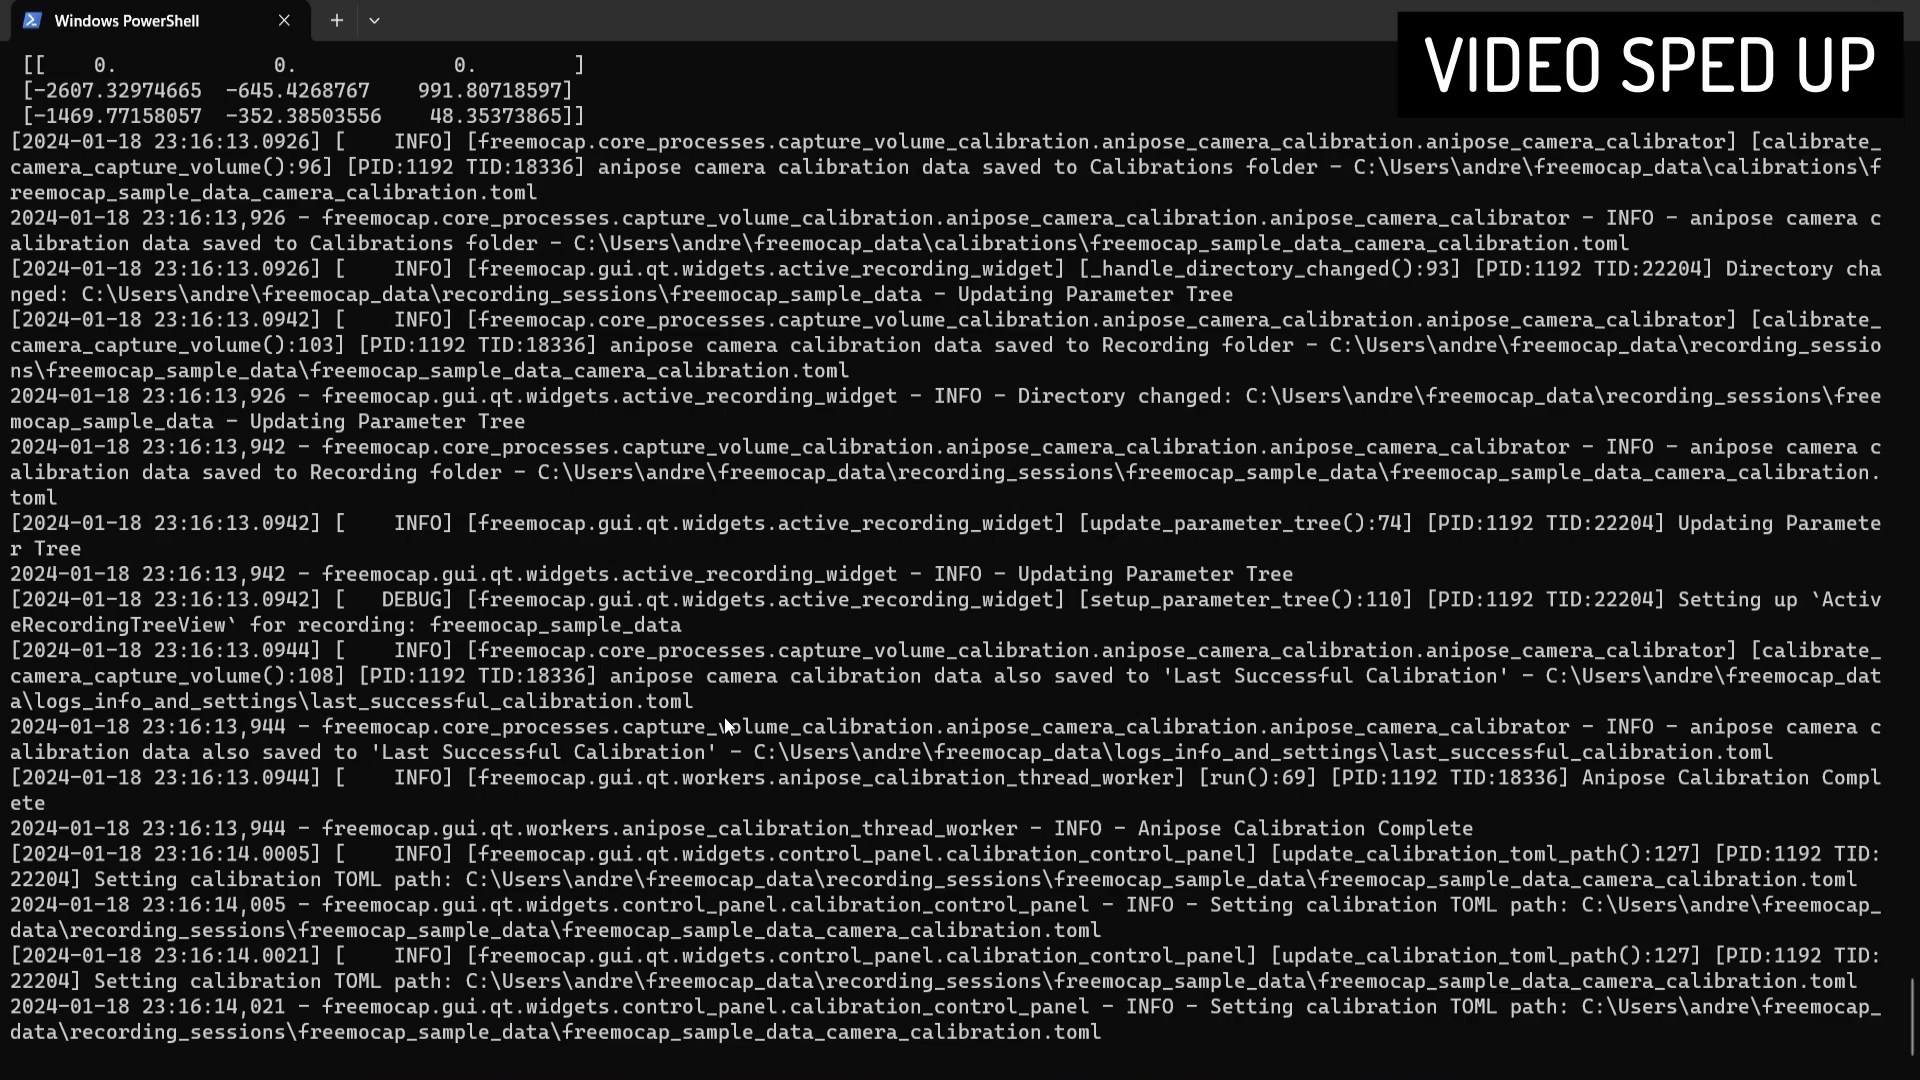 Windows PowerShell
VIDEO SPED UP
[[    0.             0.             0.        ]
[-2607.32974665  -645.4268767    991.80718597]
[-1469.77158057  -352.38503556    48.35373865]]
[2024-01-18 23:16:13.0926] [    INFO] [freemocap.core_processes.capture_volume_calibration.anipose_camera_calibration.anipose_camera_calibrator] [calibrate_
camera_capture_volume():96] [PID:1192 TID:18336] anipose camera calibration data saved to Calibrations folder - C:\Users\andre\freemocap_data\calibrations\f
reemocap_sample_data_camera_calibration.toml
2024-01-18 23:16:13,926 - freemocap.core_processes.capture_volume_calibration.anipose_camera_calibration.anipose_camera_calibrator - INFO - anipose camera c
alibration data saved to Calibrations folder - C:\Users\andre\freemocap_data\calibrations\freemocap_sample_data_camera_calibration.toml
[2024-01-18 23:16:13.0926] [    INFO] [freemocap.gui.qt.widgets.active_recording_widget] [_handle_directory_changed():93] [PID:1192 TID:22204] Directory cha
nged: C:\Users\andre\freemocap_data\recording_sessions\freemocap_sample_data - Updating Parameter Tree
[2024-01-18 23:16:13.0942] [    INFO] [freemocap.core_processes.capture_volume_calibration.anipose_camera_calibration.anipose_camera_calibrator] [calibrate_
camera_capture_volume():103] [PID:1192 TID:18336] anipose camera calibration data saved to Recording folder - C:\Users\andre\freemocap_data\recording_sessio
ns\freemocap_sample_data\freemocap_sample_data_camera_calibration.toml
2024-01-18 23:16:13,926 - freemocap.gui.qt.widgets.active_recording_widget - INFO - Directory changed: C:\Users\andre\freemocap_data\recording_sessions\free
mocap_sample_data - Updating Parameter Tree
2024-01-18 23:16:13,942 - freemocap.core_processes.capture_volume_calibration.anipose_camera_calibration.anipose_camera_calibrator - INFO - anipose camera c
alibration data saved to Recording folder - C:\Users\andre\freemocap_data\recording_sessions\freemocap_sample_data\freemocap_sample_data_camera_calibration.
toml
[2024-01-18 23:16:13.0942] [    INFO] [freemocap.gui.qt.widgets.active_recording_widget] [update_parameter_tree():74] [PID:1192 TID:22204] Updating Paramete
r Tree
2024-01-18 23:16:13,942 - freemocap.gui.qt.widgets.active_recording_widget - INFO - Updating Parameter Tree
[2024-01-18 23:16:13.0942] [   DEBUG] [freemocap.gui.qt.widgets.active_recording_widget] [setup_parameter_tree():110] [PID:1192 TID:22204] Setting up `Activ
eRecordingTreeView` for recording: freemocap_sample_data
[2024-01-18 23:16:13.0944] [    INFO] [freemocap.core_processes.capture_volume_calibration.anipose_camera_calibration.anipose_camera_calibrator] [calibrate_
camera_capture_volume():108] [PID:1192 TID:18336] anipose camera calibration data also saved to 'Last Successful Calibration' - C:\Users\andre\freemocap_dat
a\logs_info_and_settings\last_successful_calibration.toml
2024-01-18 23:16:13,944 - freemocap.core_processes.capture_volume_calibration.anipose_camera_calibration.anipose_camera_calibrator - INFO - anipose camera c
alibration data also saved to 'Last Successful Calibration' - C:\Users\andre\freemocap_data\logs_info_and_settings\last_successful_calibration.toml
[2024-01-18 23:16:13.0944] [    INFO] [freemocap.gui.qt.workers.anipose_calibration_thread_worker] [run():69] [PID:1192 TID:18336] Anipose Calibration Compl
ete
2024-01-18 23:16:13,944 - freemocap.gui.qt.workers.anipose_calibration_thread_worker - INFO - Anipose Calibration Complete
[2024-01-18 23:16:14.0005] [    INFO] [freemocap.gui.qt.widgets.control_panel.calibration_control_panel] [update_calibration_toml_path():127] [PID:1192 TID:
22204] Setting calibration TOML path: C:\Users\andre\freemocap_data\recording_sessions\freemocap_sample_data\freemocap_sample_data_camera_calibration.toml
2024-01-18 23:16:14,005 - freemocap.gui.qt.widgets.control_panel.calibration_control_panel - INFO - Setting calibration TOML path: C:\Users\andre\freemocap_
data\recording_sessions\freemocap_sample_data\freemocap_sample_data_camera_calibration.toml
[2024-01-18 23:16:14.0021] [    INFO] [freemocap.gui.qt.widgets.control_panel.calibration_control_panel] [update_calibration_toml_path():127] [PID:1192 TID:
22204] Setting calibration TOML path: C:\Users\andre\freemocap_data\recording_sessions\freemocap_sample_data\freemocap_sample_data_camera_calibration.toml
2024-01-18 23:16:14,021 - freemocap.gui.qt.widgets.control_panel.calibration_control_panel - INFO - Setting calibration TOML path: C:\Users\andre\freemocap_
data\recording_sessions\freemocap_sample_data\freemocap_sample_data_camera_calibration.toml